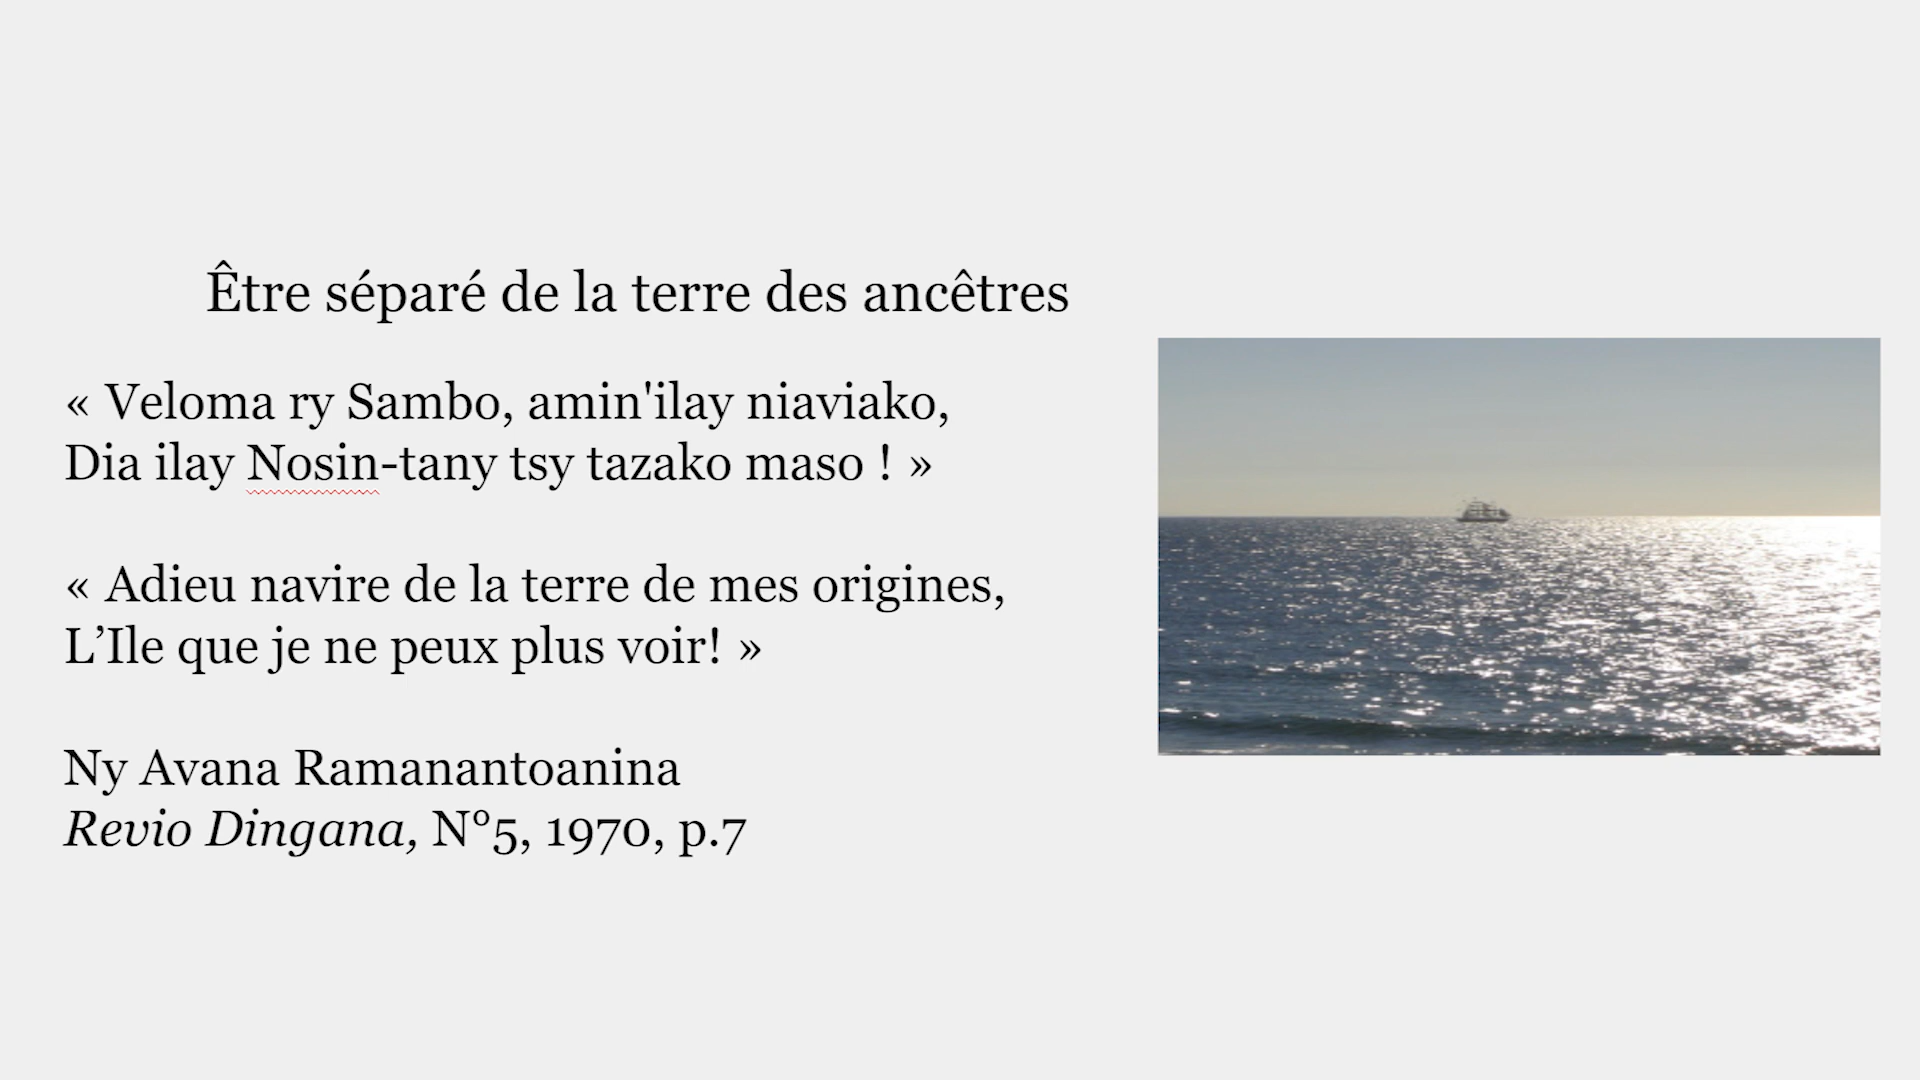 Être séparé de la terre des ancêtres
« Veloma ry Sambo, amin'ilay niaviako,
Dia ilay Nosin-tany tsy tazako maso ! »
« Adieu navire de la terre de mes origines,
L’Ile que je ne peux plus voir! »
Ny Avana Ramanantoanina
Revio Dingana, N°5, 1970, p.7